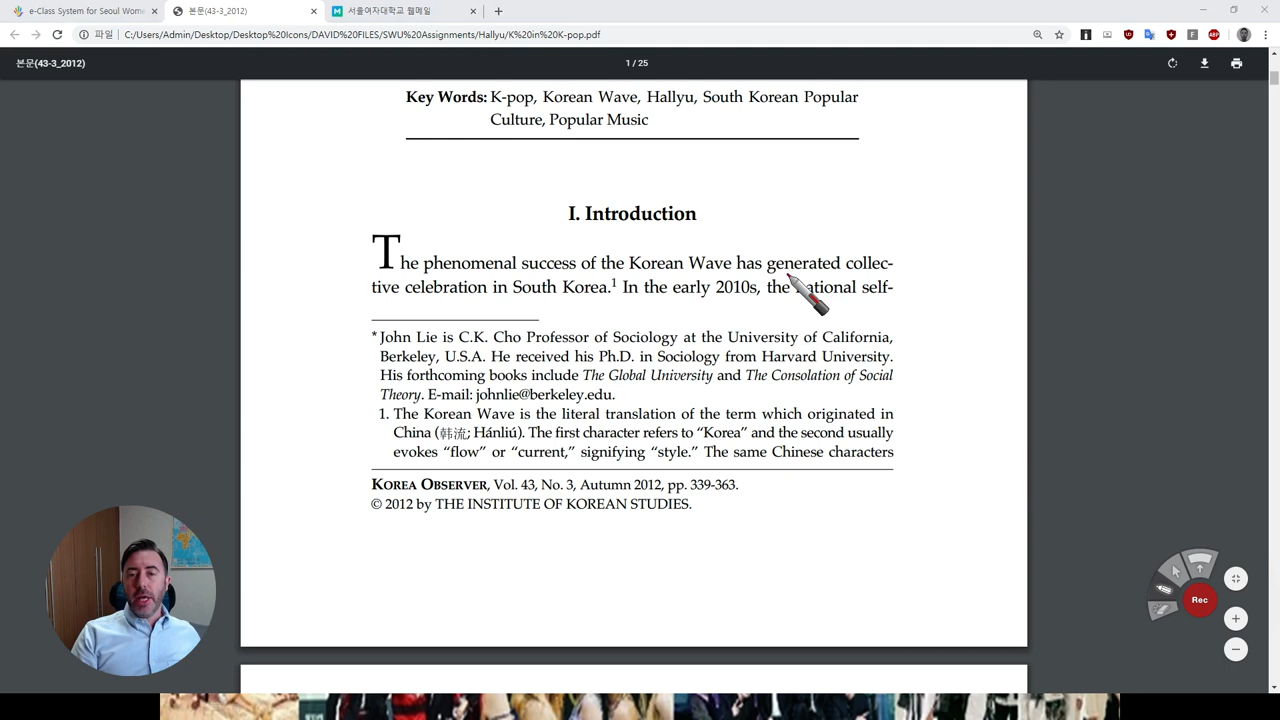 e-Class System for Seoul Wome
본문(43-3_2012)
서울여자대학교 웹메일
파일
C:/Users/Admin/Desktop/Desktop%20Icons/DAVID%20FILES/SWU%20Assignments/Hallyu/K%20in%20K-pop.pdf
본문(43-3_2012)
1 / 25
Key Words: K-pop, Korean Wave, Hallyu, South Korean Popular
Culture, Popular Music
I. Introduction
The phenomenal success of the Korean Wave has generated collec-
tive celebration in South Korea.1 In the early 2010s, the national self-
* John Lie is C.K. Cho Professor of Sociology at the University of California,
Berkeley, U.S.A. He received his Ph.D. in Sociology from Harvard University.
His forthcoming books include The Global University and The Consolation of Social
Theory. E-mail: johnlie@berkeley.edu.
1. The Korean Wave is the literal translation of the term which originated in
China (韩流; Hánliú). The first character refers to “Korea” and the second usually
evokes “flow” or “current,” signifying “style.” The same Chinese characters
KOREA OBSERVER, Vol. 43, No. 3, Autumn 2012, pp. 339-363.
© 2012 by THE INSTITUTE OF KOREAN STUDIES.
Rec